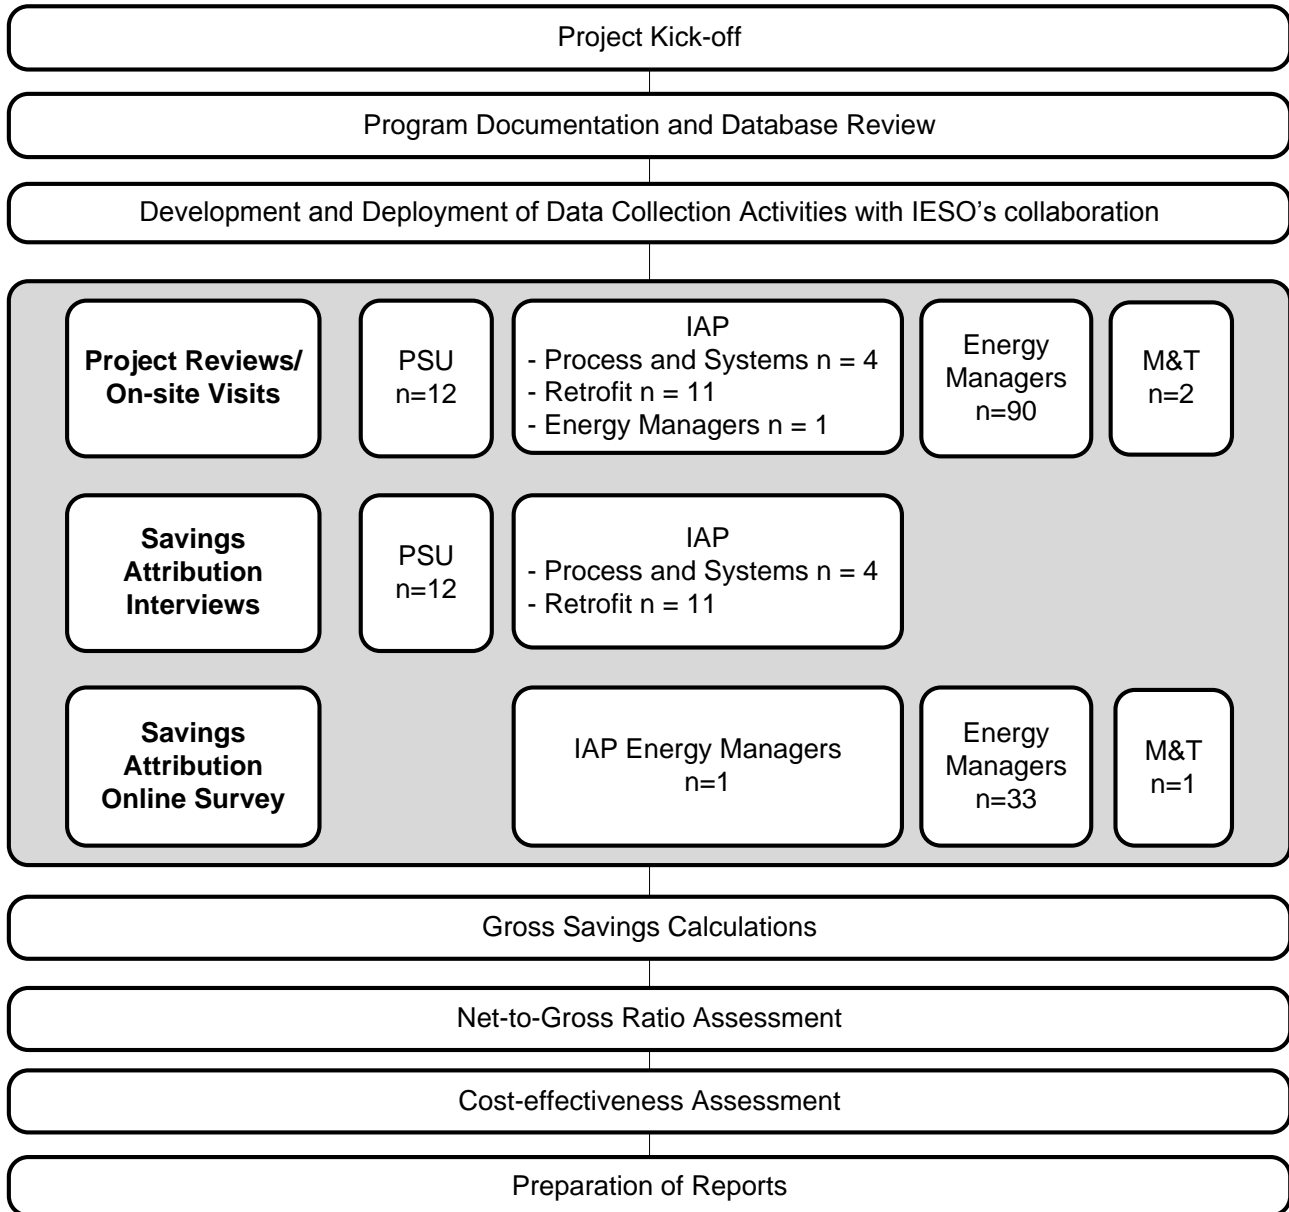 Project Kick-off
Program Documentation and Database Review
Development and Deployment of Data Collection Activities with IESO’s collaboration
Project Reviews/
On-site Visits
PSU
n=12
IAP
- Process and Systems n = 4
- Retrofit n = 11
- Energy Managers n = 1
Energy
Managers
n=90
M&T
n=2
Savings
Attribution
Interviews
PSU
n=12
IAP
- Process and Systems n = 4
- Retrofit n = 11
Savings
Attribution
Online Survey
IAP Energy Managers
n=1
Energy
Managers
n=33
M&T
n=1
Gross Savings Calculations
Net-to-Gross Ratio Assessment
Cost-effectiveness Assessment
Preparation of Reports